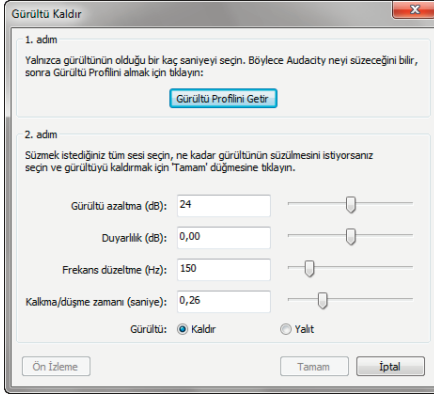 Gürültü Kaldır
1. adım
Yalnızca gürültünün olduğu bir kaç saniyeyi seçin. Böylece Audacity neyi süzeceğini bilir,
sonra Gürültü Profilini almak için tıklayın:
Gürültü Profilini Getir
2. adım
Süzmek istediğiniz tüm sesi seçin, ne kadar gürültünün süzülmesini istiyorsanız
seçin ve gürültüyü kaldırmak için 'Tamam' düğmesine tıklayın.
Gürültü azaltma (dB): 24
Duyarlılık (dB): 0,00
Frekans düzeltme (Hz): 150
Kalkma/düşme zamanı (saniye): 0,26
Gürültü: Kaldır Yalıt
Ön İzleme Tamam İptal